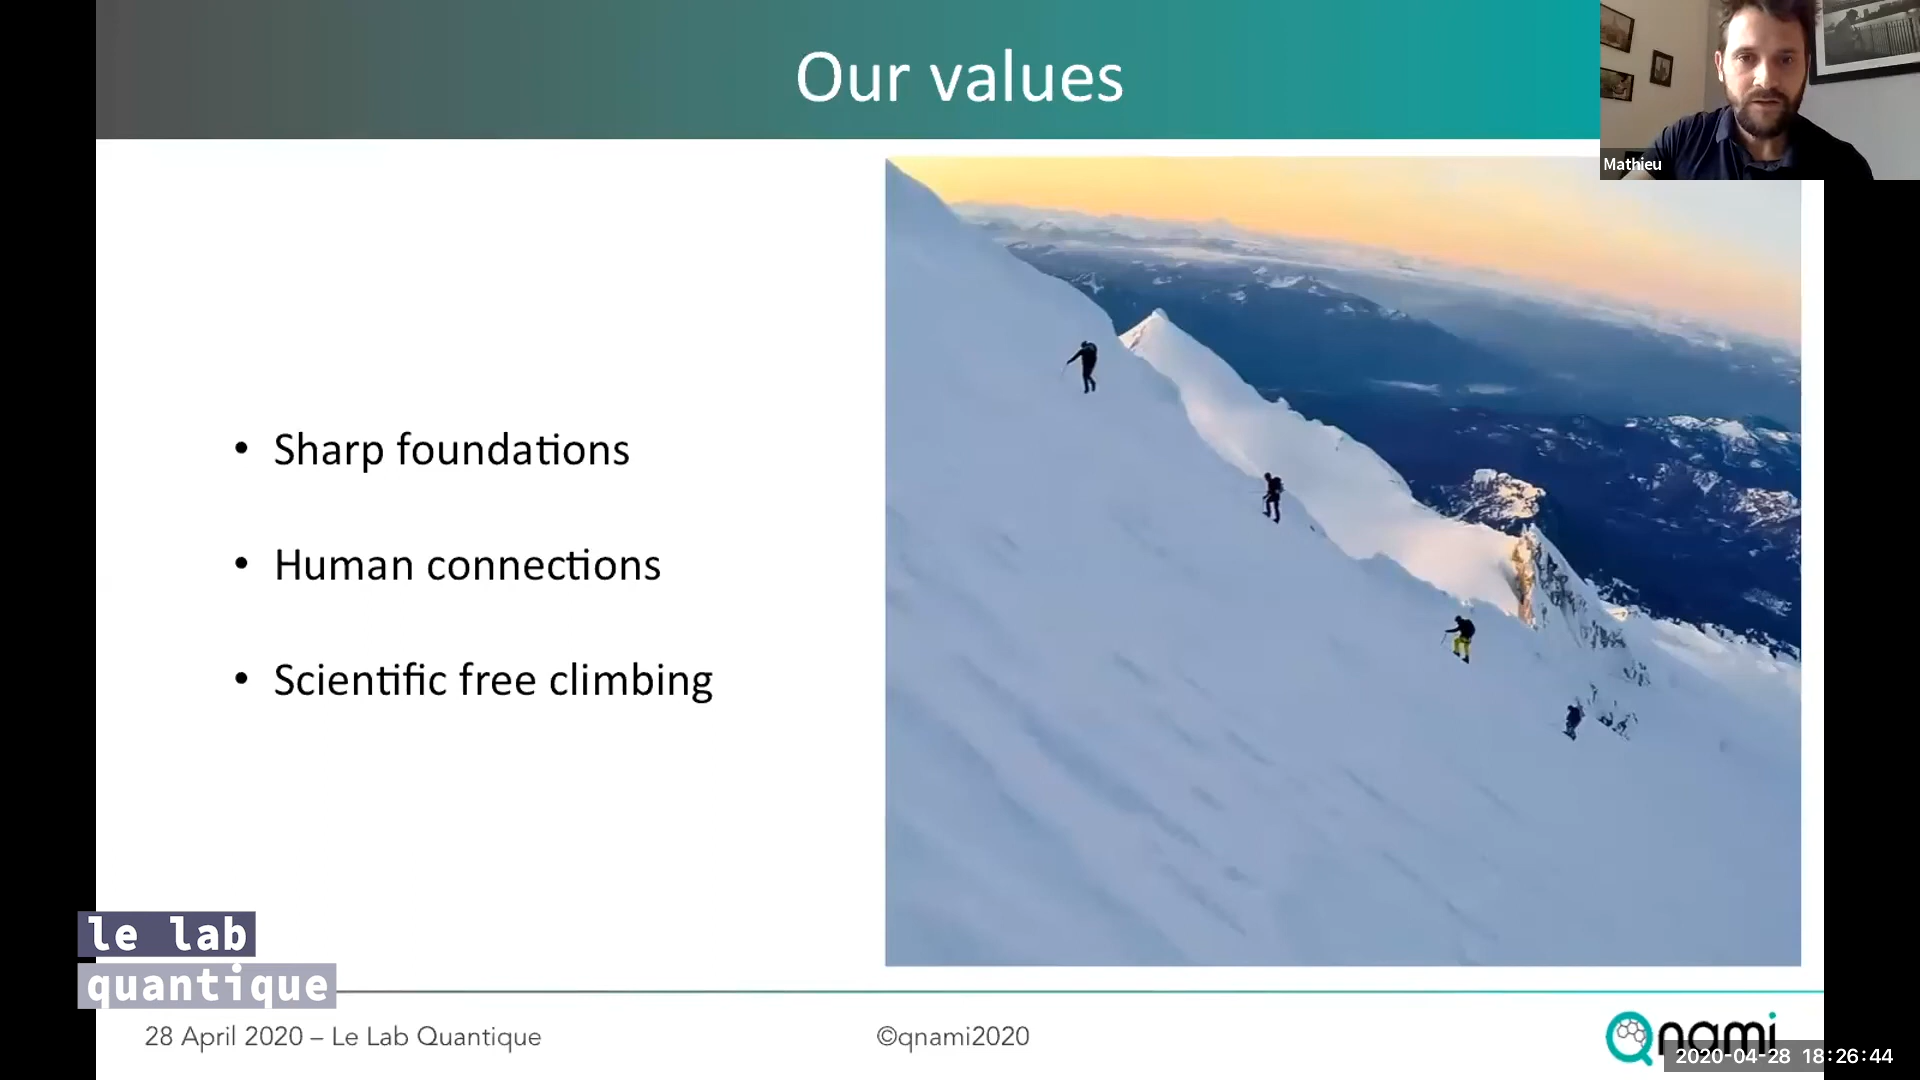 Our values
Mathieu
• Sharp foundations
• Human connections
• Scientific free climbing
le lab
quantique
28 April 2020 – Le Lab Quantique
©qnami2020
Qnami
2020-04-28 18:26:44